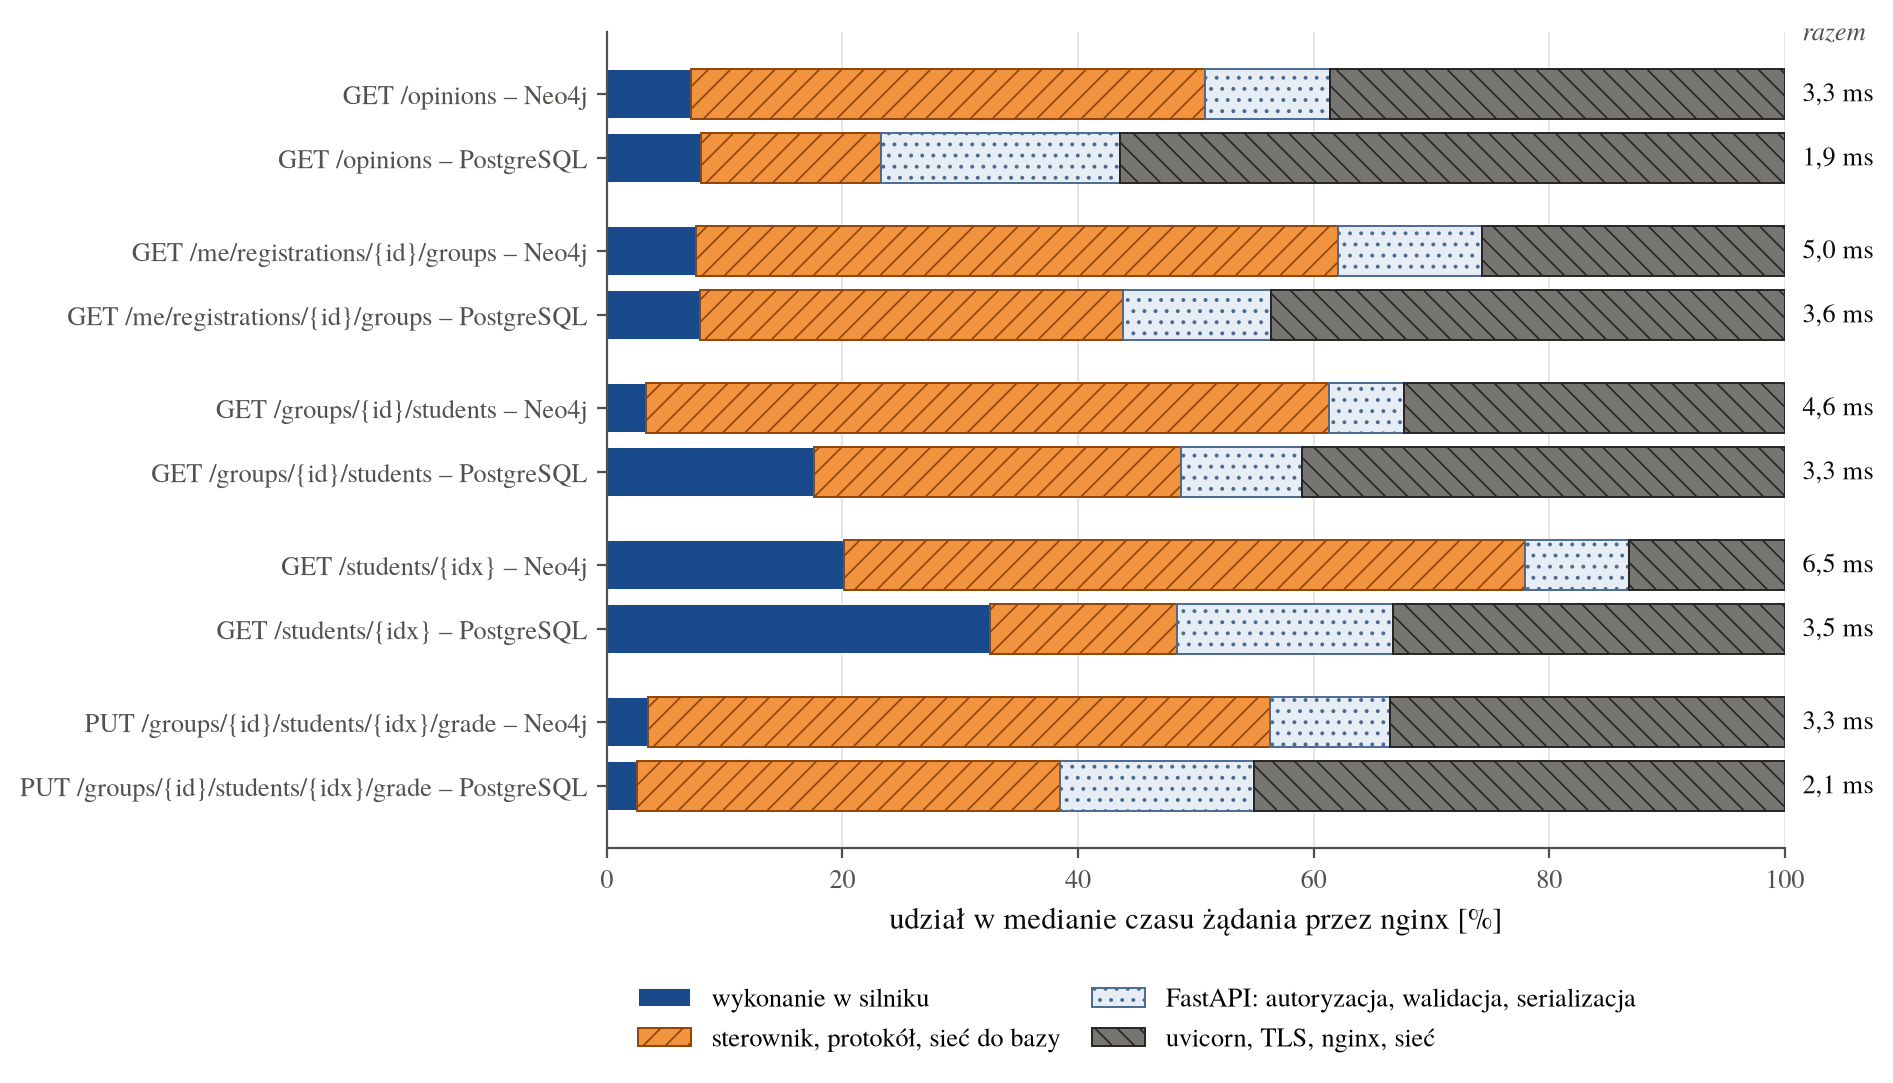 razem
GET /opinions – Neo4j 3,3 ms
GET /opinions – PostgreSQL 1,9 ms
GET /me/registrations/{id}/groups – Neo4j 5,0 ms
GET /me/registrations/{id}/groups – PostgreSQL 3,6 ms
GET /groups/{id}/students – Neo4j 4,6 ms
GET /groups/{id}/students – PostgreSQL 3,3 ms
GET /students/{idx} – Neo4j 6,5 ms
GET /students/{idx} – PostgreSQL 3,5 ms
PUT /groups/{id}/students/{idx}/grade – Neo4j 3,3 ms
PUT /groups/{id}/students/{idx}/grade – PostgreSQL 2,1 ms
0 20 40 60 80 100
udział w medianie czasu żądania przez nginx [%]
wykonanie w silniku
sterownik, protokół, sieć do bazy
FastAPI: autoryzacja, walidacja, serializacja
uvicorn, TLS, nginx, sieć